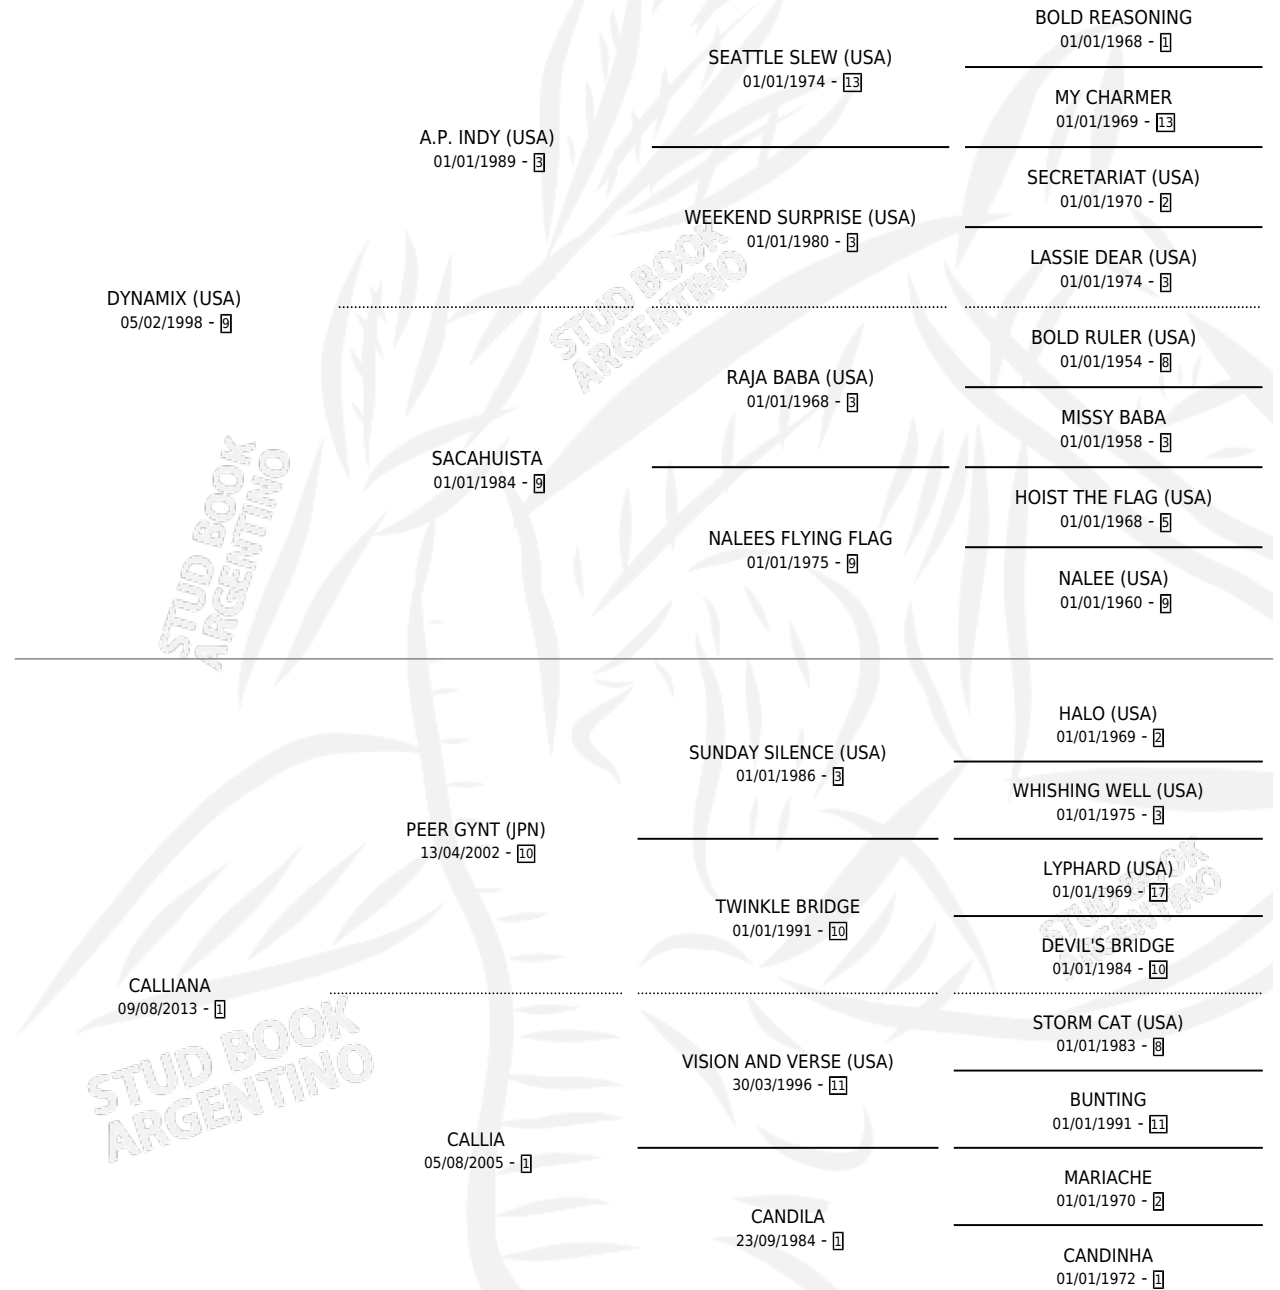 BOLD REASONING
01/01/1968 - 1
SEATTLE SLEW (USA)
01/01/1974 - 13
MY CHARMER
01/01/1969 - 13
A.P. INDY (USA)
01/01/1989 - 3
SECRETARIAT (USA)
01/01/1970 - 2
WEEKEND SURPRISE (USA)
01/01/1980 - 3
LASSIE DEAR (USA)
01/01/1974 - 3
DYNAMIX (USA)
05/02/1998 - 9
BOLD RULER (USA)
01/01/1954 - 8
RAJA BABA (USA)
01/01/1968 - 3
MISSY BABA
01/01/1958 - 3
SACAHUISTA
01/01/1984 - 9
HOIST THE FLAG (USA)
01/01/1968 - 5
NALEES FLYING FLAG
01/01/1975 - 9
NALEE (USA)
01/01/1960 - 9
STUD BOOK
ARGENTINO
STUD BOOK
ARGENTINO
HALO (USA)
01/01/1969 - 2
SUNDAY SILENCE (USA)
01/01/1986 - 3
WHISHING WELL (USA)
01/01/1975 - 3
PEER GYNT (JPN)
13/04/2002 - 10
LYPHARD (USA)
01/01/1969 - 17
TWINKLE BRIDGE
01/01/1991 - 10
DEVIL'S BRIDGE
01/01/1984 - 10
STUD BOOK
ARGENTINO
CALLIANA
09/08/2013 - 1
STORM CAT (USA)
01/01/1983 - 8
VISION AND VERSE (USA)
30/03/1996 - 11
BUNTING
01/01/1991 - 11
CALLIA
05/08/2005 - 1
MARIACHE
01/01/1970 - 2
CANDILA
23/09/1984 - 1
CANDINHA
01/01/1972 - 1
STUD BOOK
ARGENTINO